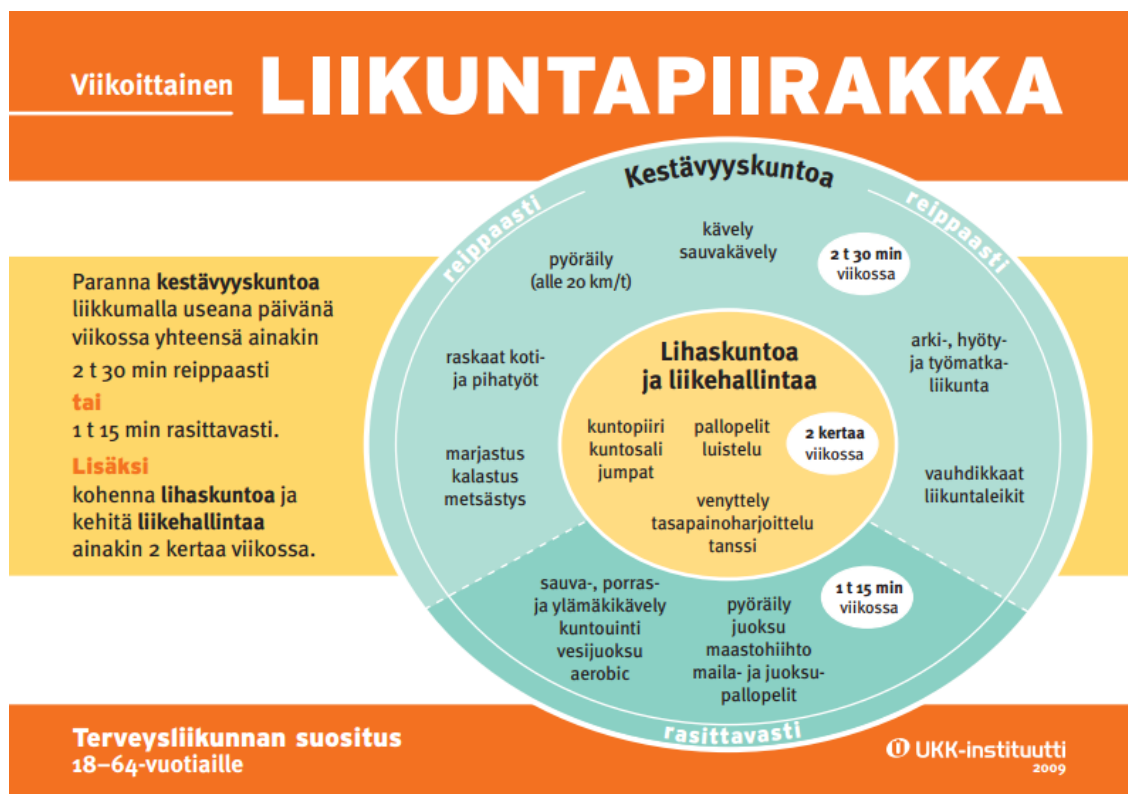 Viikoittainen LIIKUNTAPIIRAKKA
Paranna kestävyyskuntoa
liikkumalla useana päivänä
viikossa yhteensä ainakin
2 t 30 min reippaasti
tai
1 t 15 min rasittavasti.
Lisäksi
kohenna lihaskuntoa ja
kehitä liikehallintaa
ainakin 2 kertaa viikossa.
Kestävyyskuntoa
reippaasti
reippaasti
kävely
sauvakävely
2 t 30 min
viikossa
pyöräily
(alle 20 km/t)
raskaat koti-
ja pihatyöt
marjastus
kalastus
metsästys
arki-, hyöty-
ja työmatka-
liikunta
vauhdikkaat
liikuntaleikit
Lihaskuntoa
ja liikehallintaa
kuntopiiri
kuntosali
jumpat
pallopelit
luistelu
2 kertaa
viikossa
venyttely
tasapainoharjoittelu
tanssi
sauva-, porras-
ja ylämäkikävely
kuntouinti
vesijuoksu
aerobic
pyöräily
juoksu
maastohiihto
maila- ja juoksu-
pallopelit
1 t 15 min
viikossa
rasittavasti
Terveysliikunnan suositus
18–64-vuotiaille
UKK-instituutti
2009